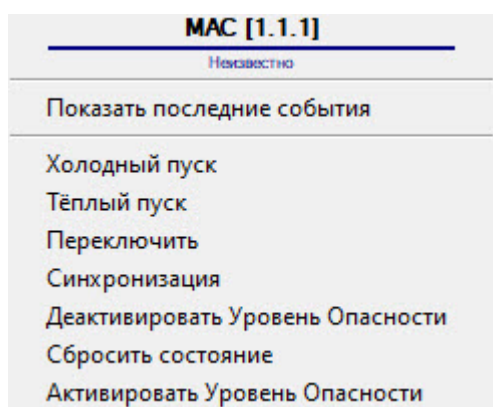 MAC [1.1.1]
Неизвестно
Показать последние события
Холодный пуск
Тёплый пуск
Переключить
Синхронизация
Деактивировать Уровень Опасности
Сбросить состояние
Активировать Уровень Опасности